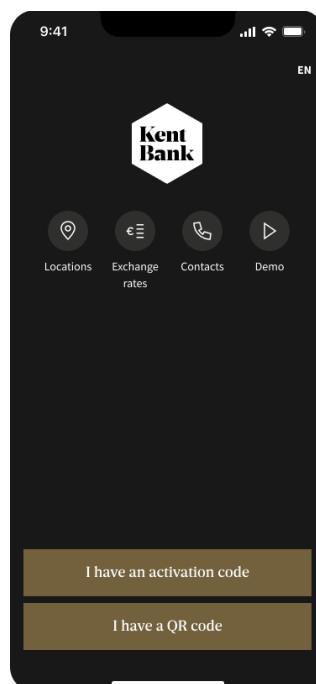 9:41
EN
Kent
Bank
€
Locations
Exchange
rates
Contacts
Demo
I have an activation code
I have a QR code